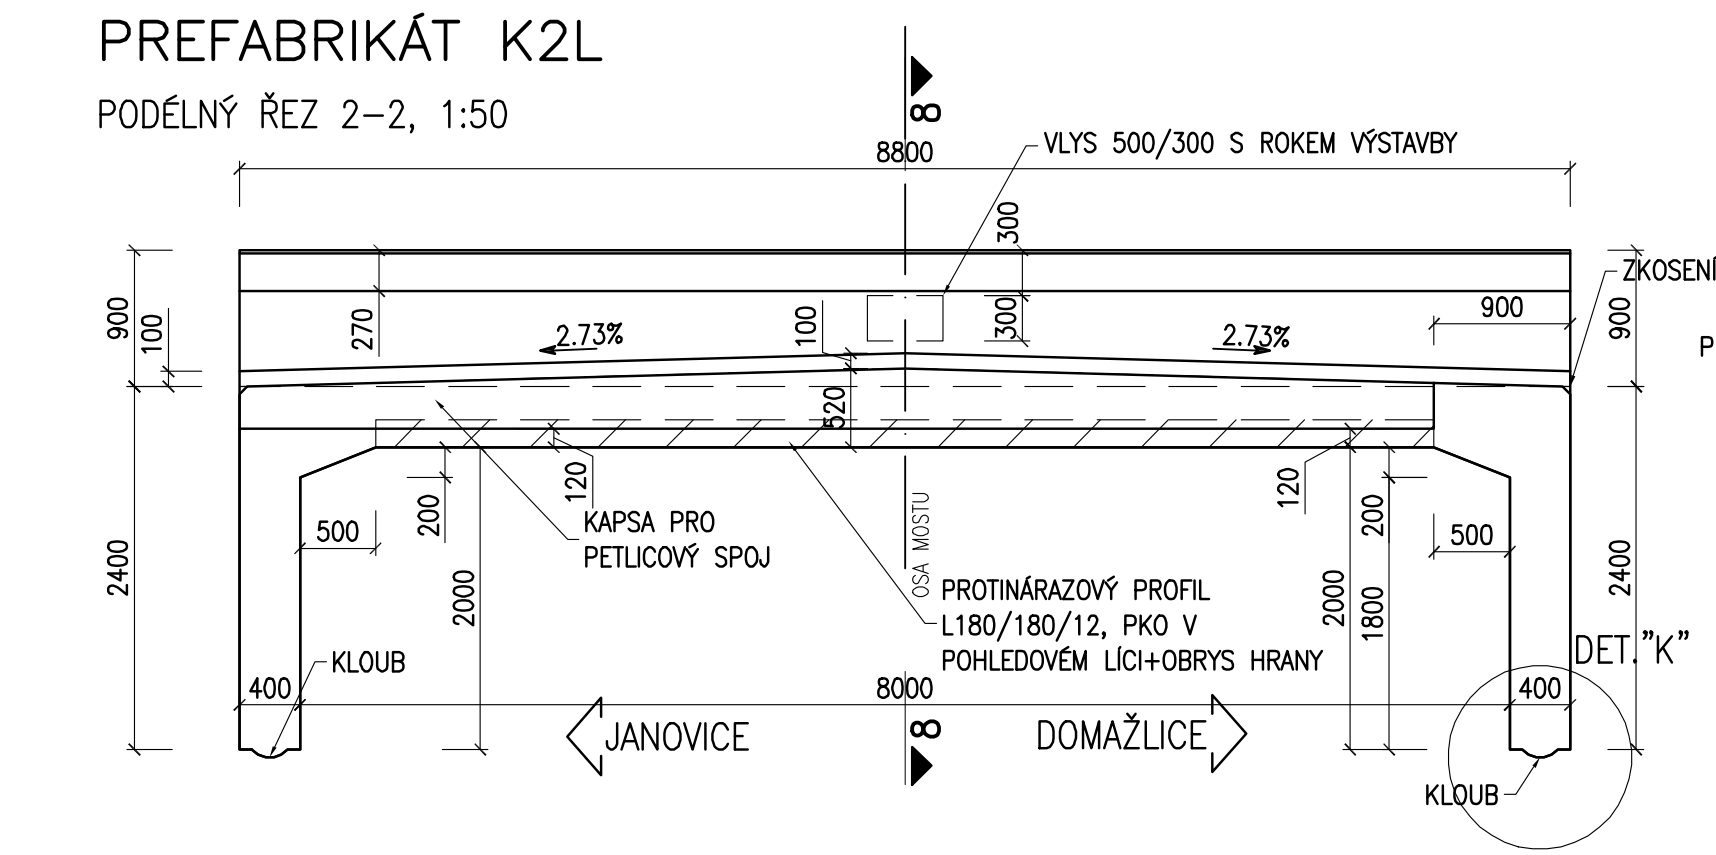 PREFABRIKÁT K2L
PODÉLNÝ ŘEZ 2-2, 1:50
8
8800
VLYS 500/300 S ROKEM VÝSTAVBY
300
ZKOSENÍ
900
100
270
2.73%
100
300
2.73%
900
900
P
520
120
120
200
200
500
KAPSA PRO
PETLICOVÝ SPOJ
500
2400
2000
OSA MOSTU
PROTINÁRAZOVÝ PROFIL
L180/180/12, PKO V
POHLEDOVÉM LÍCI+OBRYS HRANY
2000
1800
2400
DET."K"
KLOUB
400
8000
400
JANOVICE
8
DOMAŽLICE
KLOUB